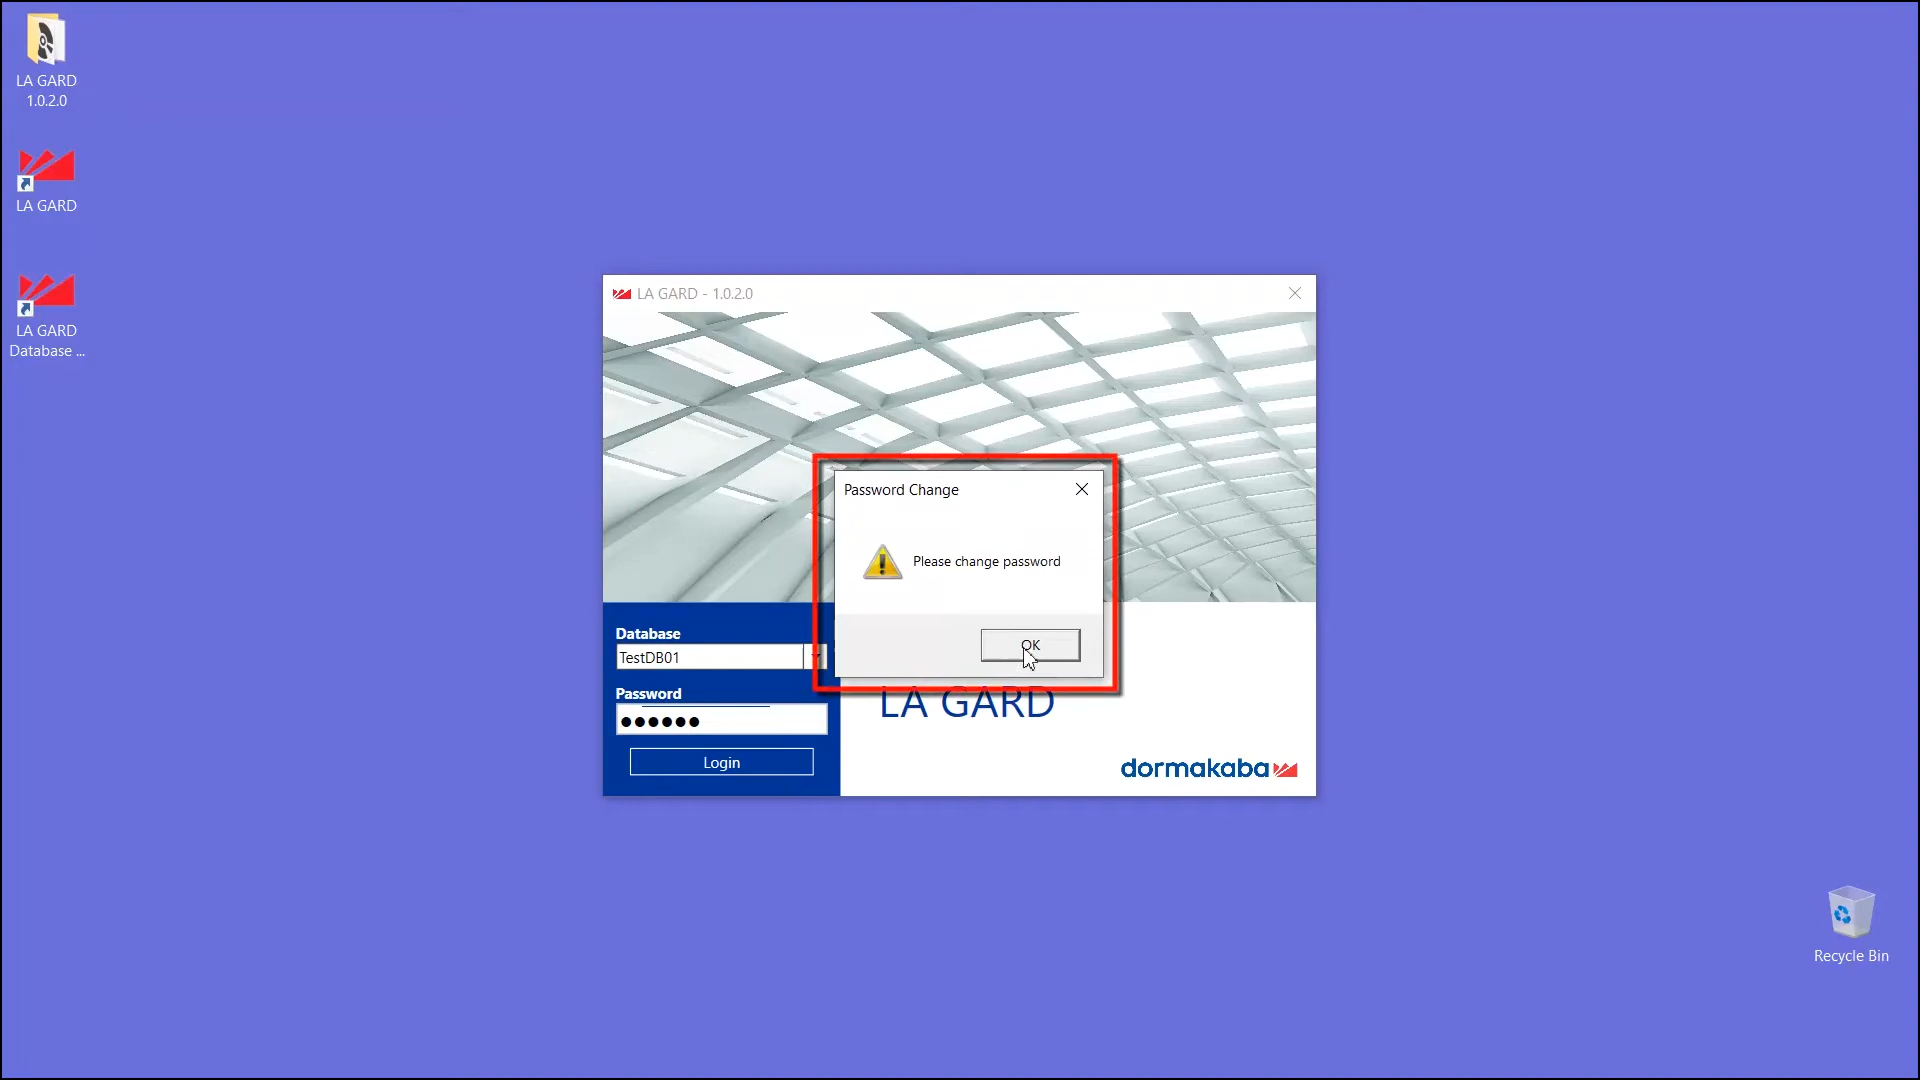 LA GARD
1.0.2.0
LA GARD
LA GARD
Database ...
LA GARD - 1.0.2.0
Password Change
Please change password
OK
Database
TestDB01
Password
Login
LA GARD
dormakaba
Recycle Bin